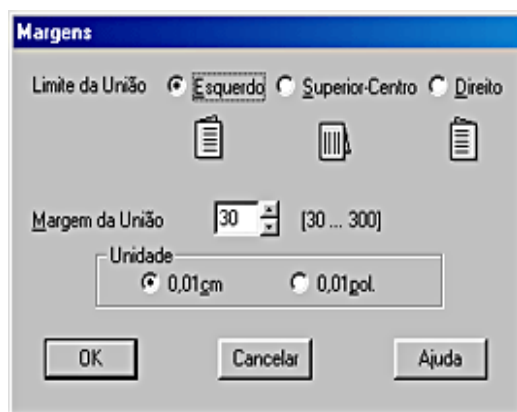 Margens
Limite da União Esquerdo Superior-Centro Direito
Margem da União 30 [30 ... 300]
Unidade
0,01cm 0,01pol.
OK Cancelar Ajuda